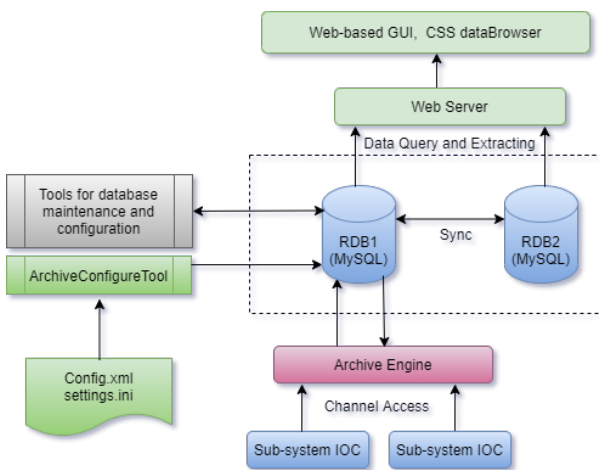 Web-based GUI, CSS dataBrowser
Web Server
Data Query and Extracting
Tools for database
maintenance and
configuration
RDB1
(MySQL)
Sync
RDB2
(MySQL)
ArchiveConfigureTool
Archive Engine
Config.xml
settings.ini
Channel Access
Sub-system IOC
Sub-system IOC